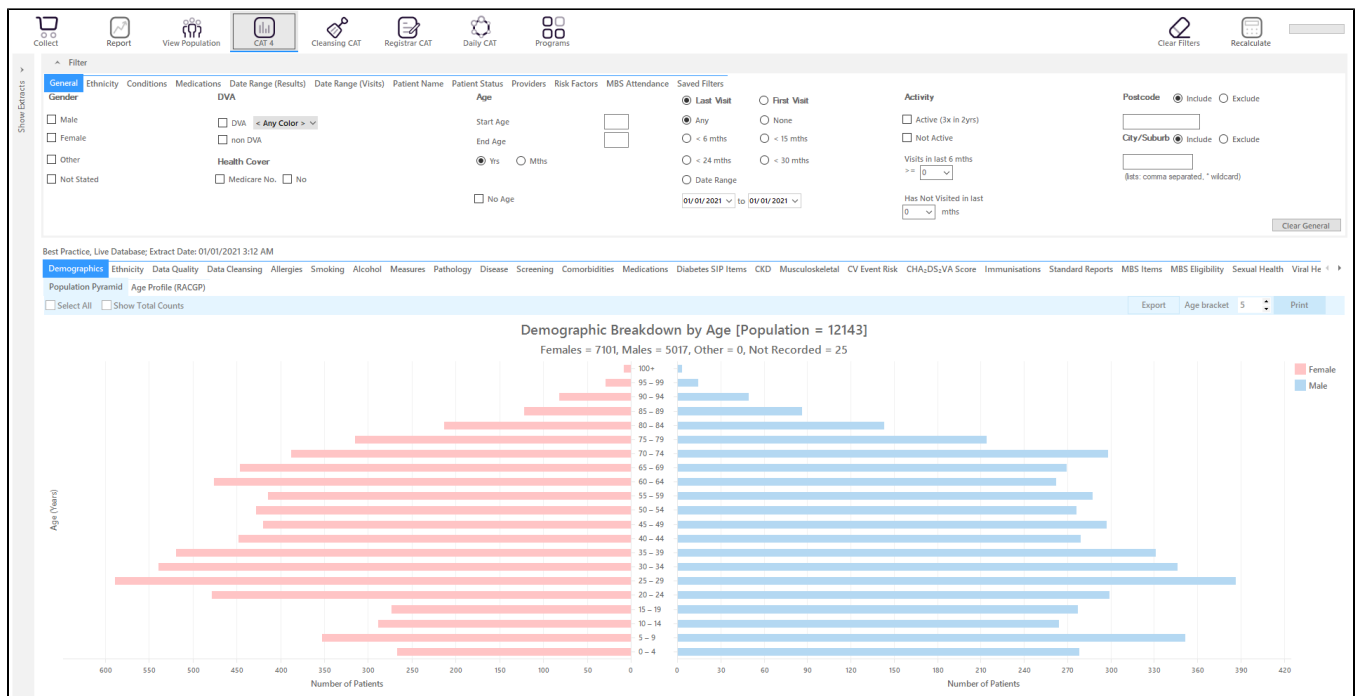 Collect Report View Population CAT 4 Cleansing CAT Registrar CAT Daily CAT Programs Clear Filters Recalculate
Show Extracts
Filter
General Ethnicity Conditions Medications Date Range (Results) Date Range (Visits) Patient Name Patient Status Providers Risk Factors MBS Attendance Saved Filters
Gender DVA Age Last Visit First Visit Activity Postcode Include Exclude
Male DVA < Any Color > Start Age Any None Active (3x in 2yrs)
Female non DVA End Age < 6 mths < 15 mths Not Active City/Suburb Include Exclude
Other Health Cover Yrs Mths < 24 mths < 30 mths Visits in last 6 mths
>= 0
Not Stated Medicare No. No Date Range (lists: comma separated, * wildcard)
No Age 01/01/2021 to 01/01/2021 Has Not Visited in last
0 mths
Clear General
Best Practice, Live Database; Extract Date: 01/01/2021 3:12 AM
Demographics Ethnicity Data Quality Data Cleansing Allergies Smoking Alcohol Measures Pathology Disease Screening Comorbidities Medications Diabetes SIP Items CKD Musculoskeletal CV Event Risk CHA₂DS₂VA Score Immunisations Standard Reports MBS Items MBS Eligibility Sexual Health Viral He
Population Pyramid Age Profile (RACGP)
Select All Show Total Counts Export Age bracket 5 Print
Demographic Breakdown by Age [Population = 12143]
Females = 7101, Males = 5017, Other = 0, Not Recorded = 25
Female
Male
Age (Years)
100+
95 – 99
90 – 94
85 – 89
80 – 84
75 – 79
70 – 74
65 – 69
60 – 64
55 – 59
50 – 54
45 – 49
40 – 44
35 – 39
30 – 34
25 – 29
20 – 24
15 – 19
10 – 14
5 – 9
0 – 4
600 550 500 450 400 350 300 250 200 150 100 50 0 0 30 60 90 120 150 180 210 240 270 300 330 360 390 420
Number of Patients Number of Patients